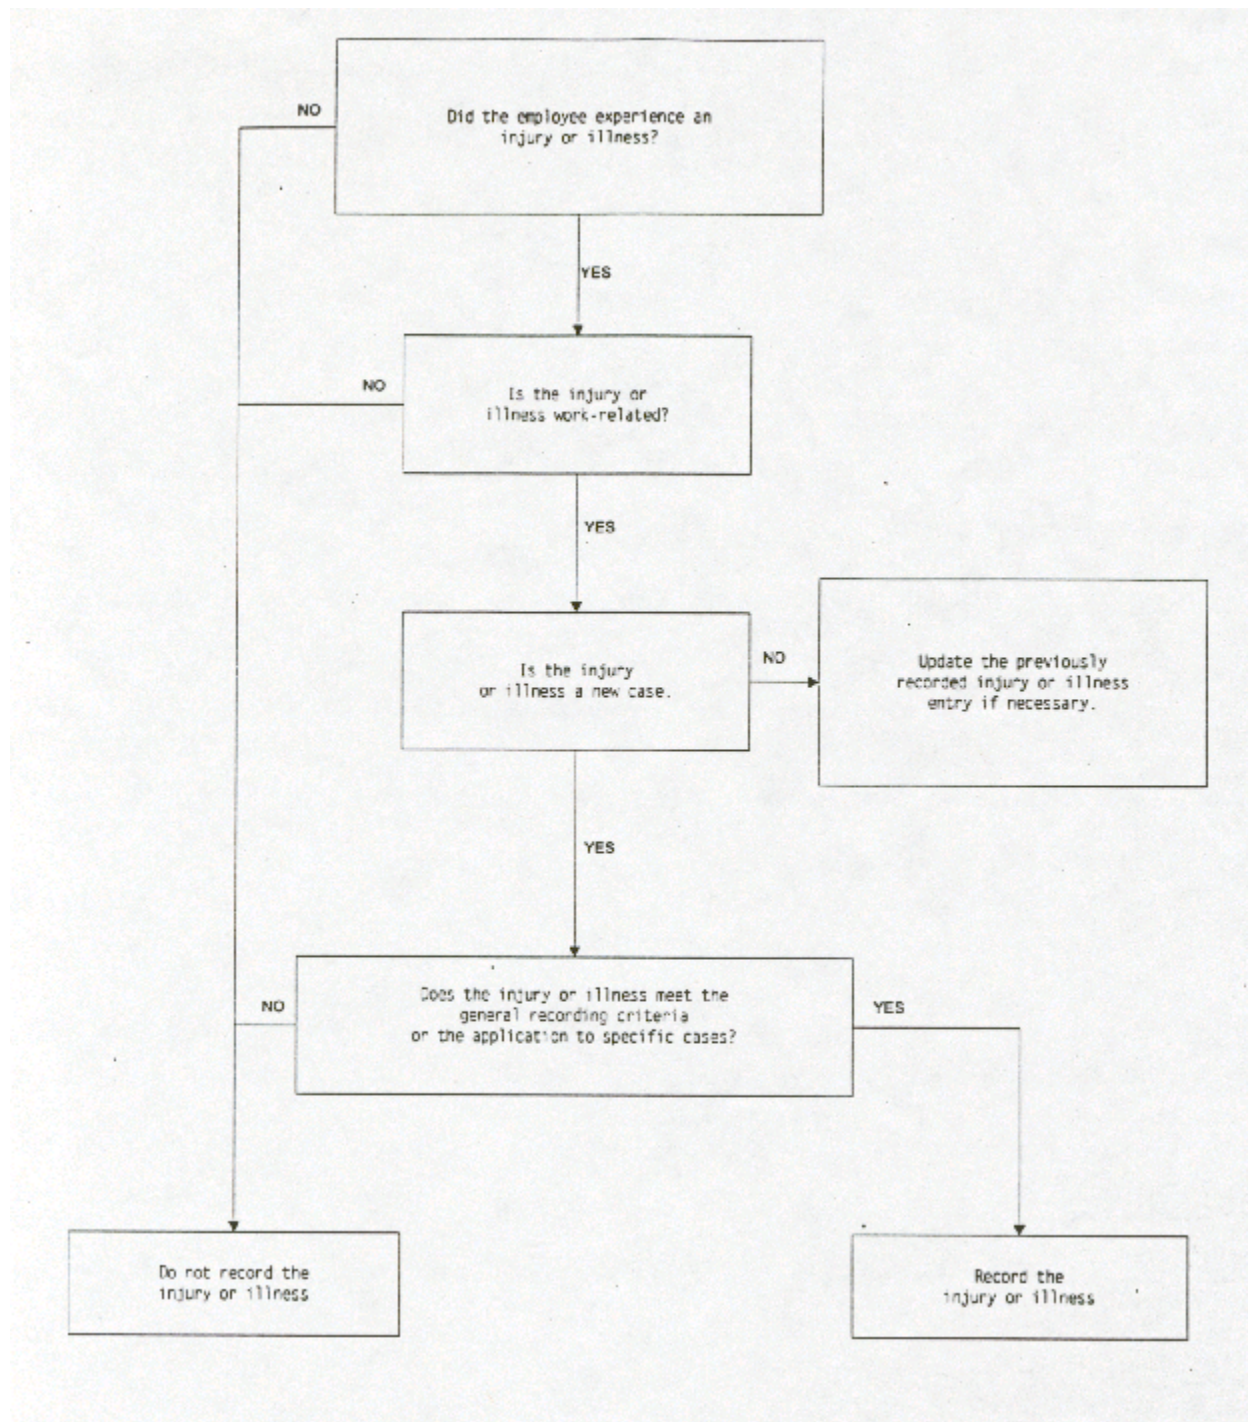 NO
Did the employee experience an
injury or illness?
YES
NO
Is the injury or
illness work-related?
YES
Is the injury
or illness a new case.
NO
Update the previously
recorded injury or illness
entry if necessary.
YES
NO
Does the injury or illness meet the
general recording criteria
or the application to specific cases?
YES
Do not record the
injury or illness
Record the
injury or illness